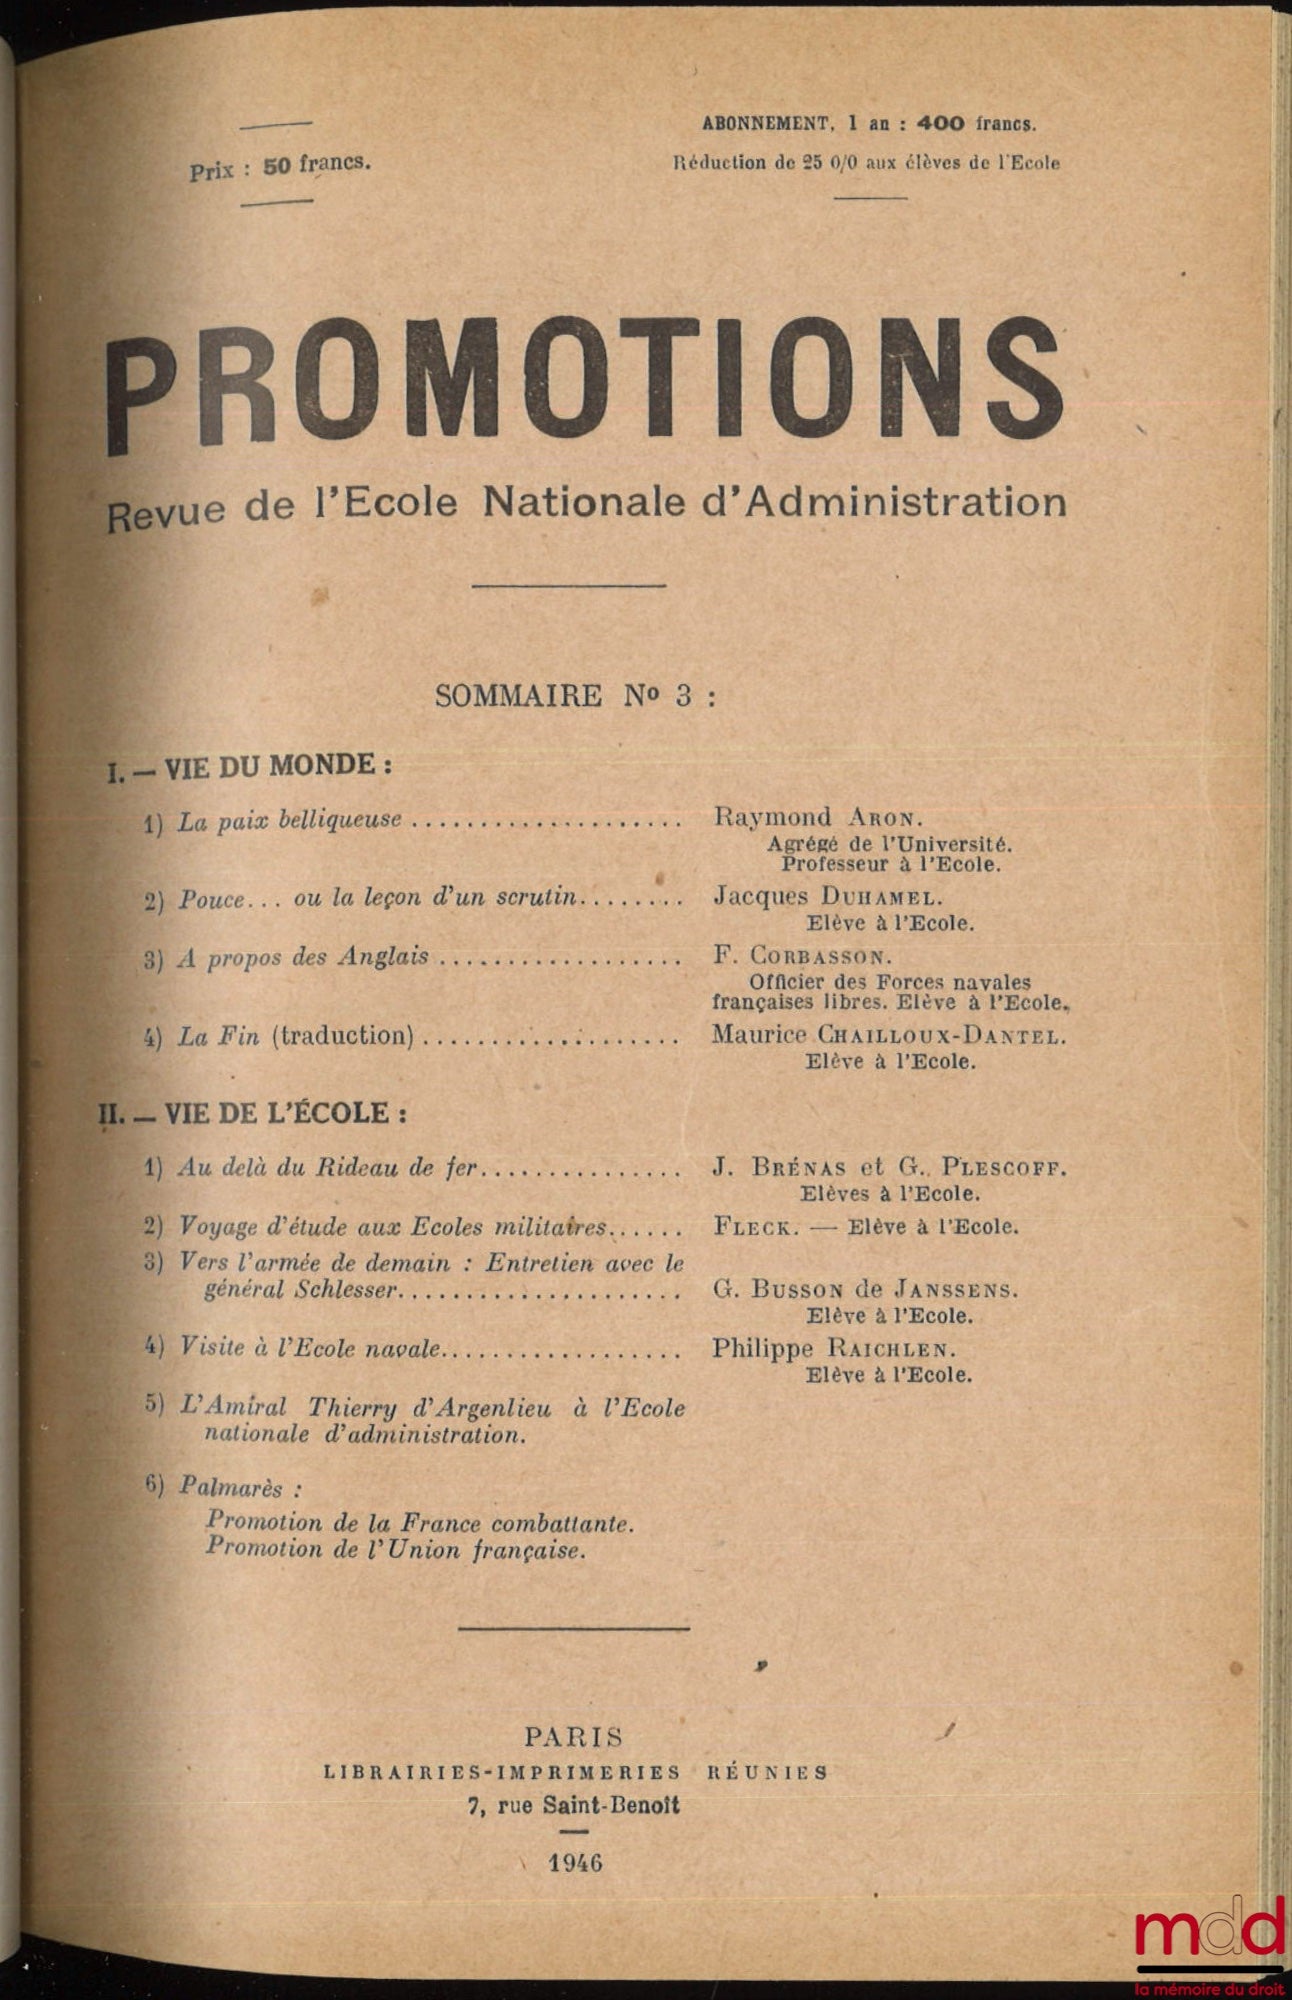 Prix : 50 francs.
ABONNEMENT, 1 an : 400 francs.
Réduction de 25 0/0 aux élèves de l'Ecole
PROMOTIONS
Revue de l'Ecole Nationale d'Administration
SOMMAIRE Nº 3 :
I. — VIE DU MONDE :
1) La paix belliqueuse .................... Raymond ARON.
Agrégé de l'Université.
Professeur à l'Ecole.
2) Pouce... ou la leçon d'un scrutin........ Jacques DUHAMEL.
Elève à l'Ecole.
3) A propos des Anglais .................. F. CORBASSON.
Officier des Forces navales
françaises libres. Elève à l'Ecole.
4) La Fin (traduction) ................... Maurice CHAILLOUX-DANTEL.
Elève à l'Ecole.
II. — VIE DE L'ÉCOLE :
1) Au delà du Rideau de fer............... J. BRÉNAS et G. PLESCOFF.
Elèves à l'Ecole.
2) Voyage d'étude aux Ecoles militaires...... FLECK. — Elève à l'Ecole.
3) Vers l'armée de demain : Entretien avec le
général Schlesser..................... G. BUSSON de JANSSENS.
Elève à l'Ecole.
4) Visite à l'Ecole navale.................. Philippe RAICHLEN.
Elève à l'Ecole.
5) L'Amiral Thierry d'Argenlieu à l'Ecole
nationale d'administration.
6) Palmarès :
Promotion de la France combattante.
Promotion de l'Union française.
PARIS
LIBRAIRIES-IMPRIMERIES RÉUNIES
7, rue Saint-Benoît
1946
mdd
la mémoire du droit